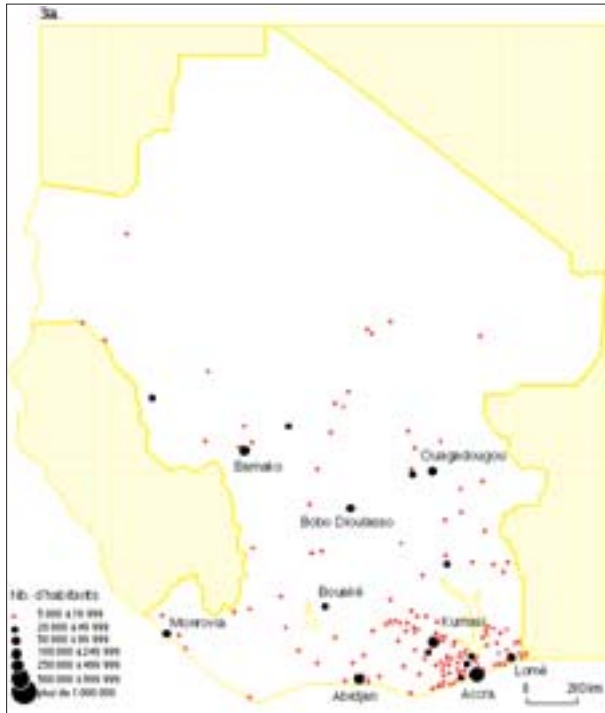 3a.
Ouagadougou
Bamako
Bobo Dioulasso
Nb. d'habitants
5 000 à 19 999
20 000 à 49 999
50 000 à 99 999
100 000 à 249 999
250 000 à 499 999
500 000 à 999 999
plus de 1 000 000
Bouaké
Monrovia
Kumasi
Lomé
Abidjan
Accra
0
km